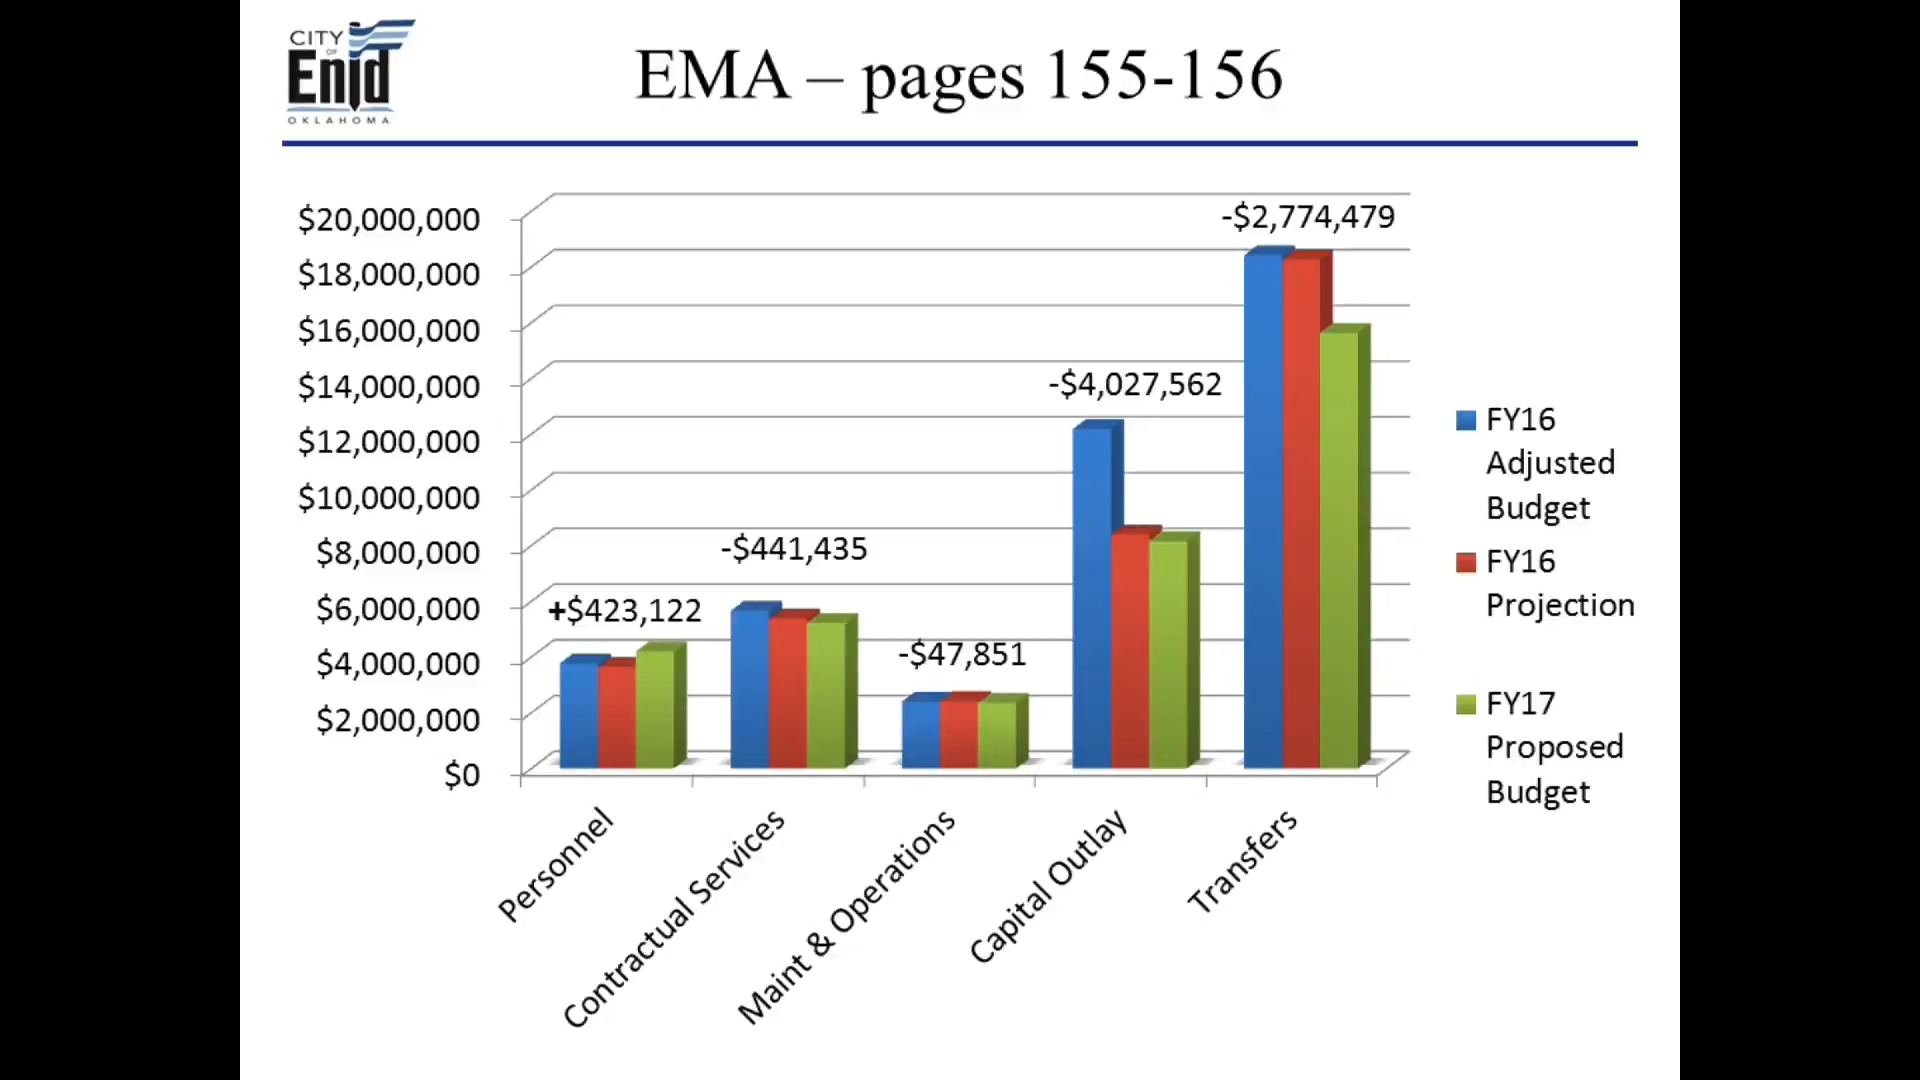 CITY
OF
Enid
OKLAHOMA
EMA – pages 155-156
$20,000,000
$18,000,000
$16,000,000
$14,000,000
$12,000,000
$10,000,000
$8,000,000
$6,000,000
$4,000,000
$2,000,000
$0
+$423,122
-$441,435
-$47,851
-$4,027,562
-$2,774,479
Personnel
Contractual Services
Maint & Operations
Capital Outlay
Transfers
FY16
Adjusted
Budget
FY16
Projection
FY17
Proposed
Budget